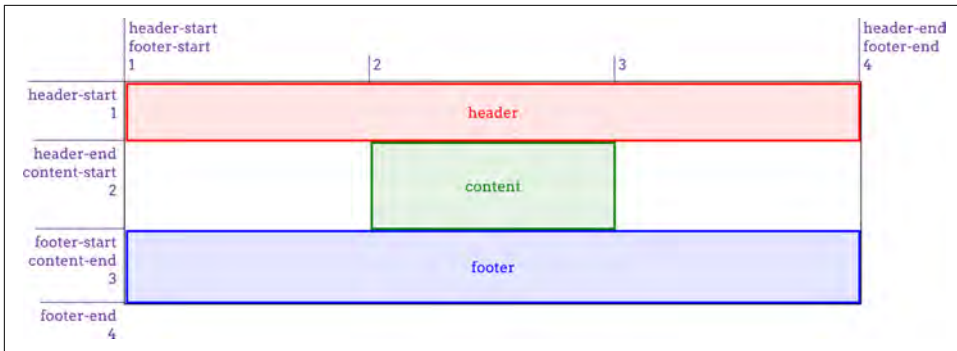 header-start
footer-start
1
2
3
header-end
footer-end
4
header-start
1
header
header-end
content-start
2
content
footer-start
content-end
3
footer
footer-end
4